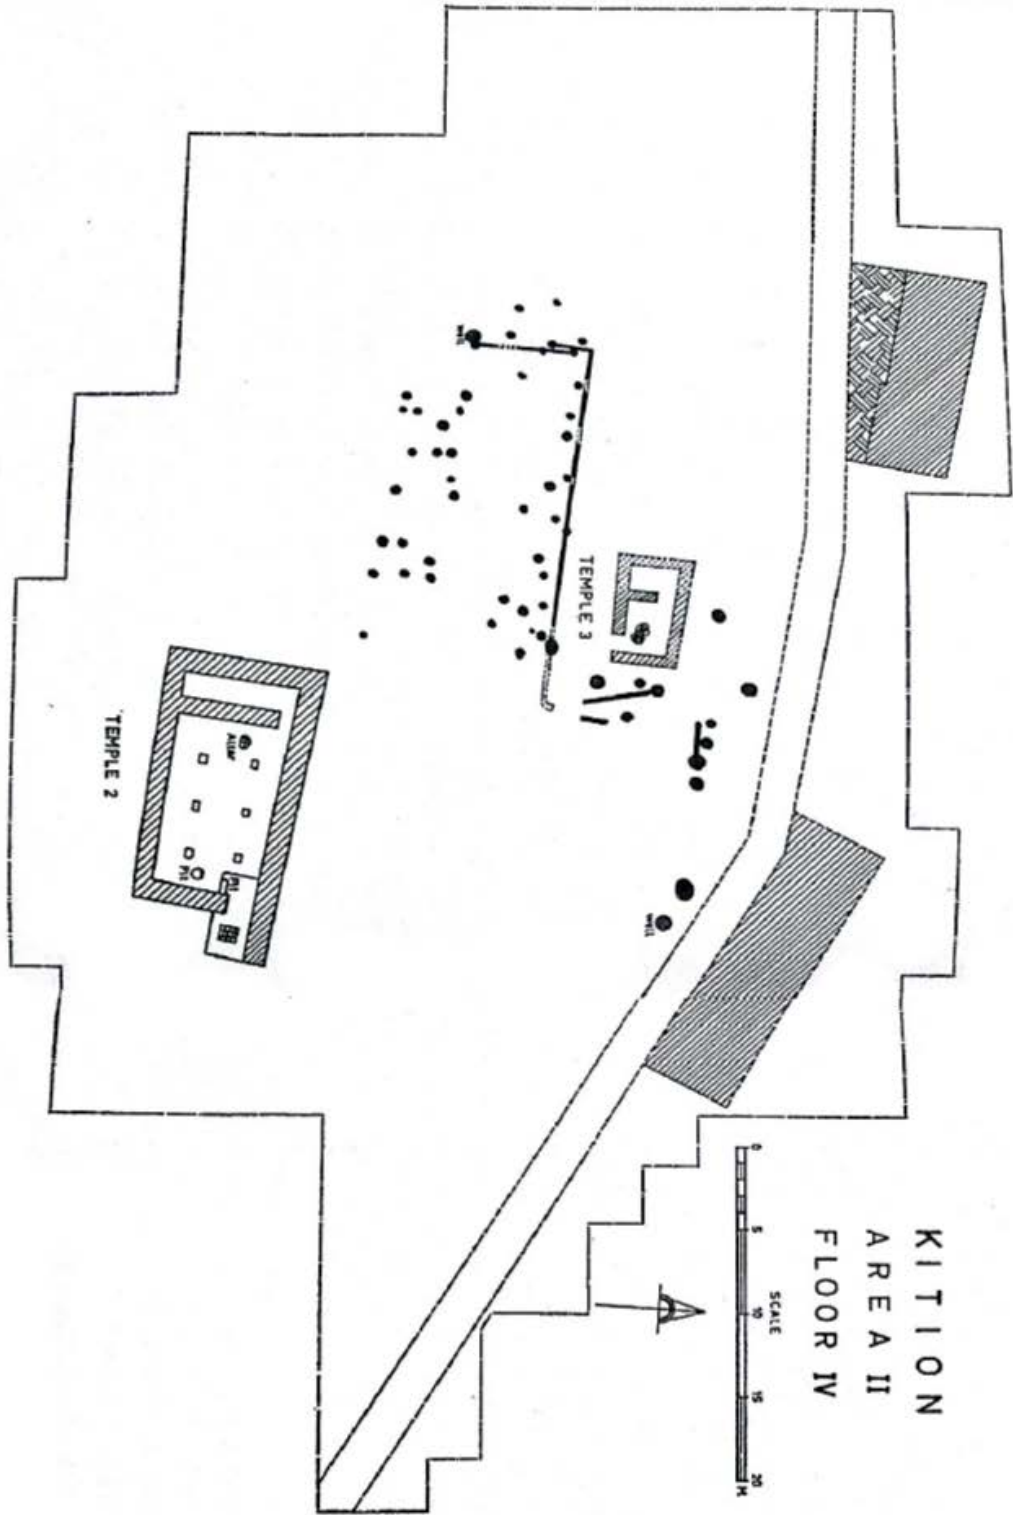 KITION
AREA II
FLOOR IV
0 5 10 15 20 M
SCALE
TEMPLE 3
well
well
TEMPLE 2
Altar
Pit
Pit